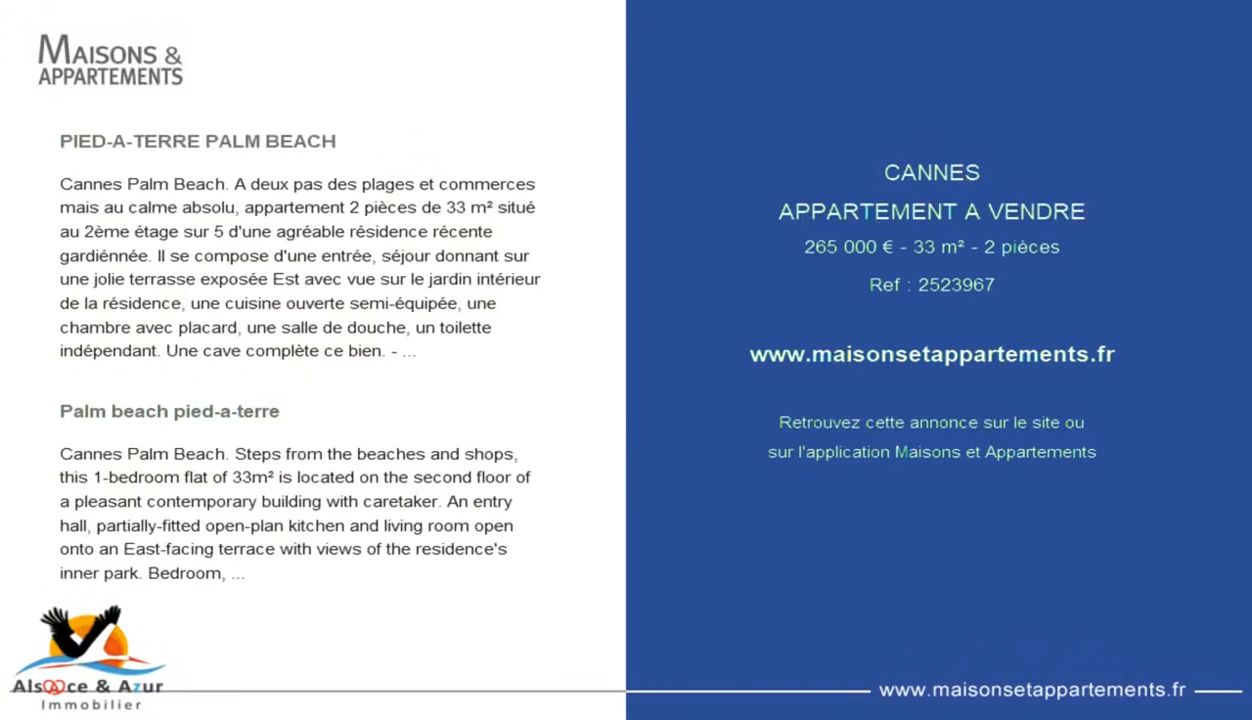 MAISONS &
APPARTEMENTS
PIED-A-TERRE PALM BEACH
Cannes Palm Beach. A deux pas des plages et commerces
mais au calme absolu, appartement 2 pièces de 33 m² situé
au 2ème étage sur 5 d'une agréable résidence récente
gardiénnée. Il se compose d'une entrée, séjour donnant sur
une jolie terrasse exposée Est avec vue sur le jardin intérieur
de la résidence, une cuisine ouverte semi-équipée, une
chambre avec placard, une salle de douche, un toilette
indépendant. Une cave complète ce bien. - ...
Palm beach pied-a-terre
Cannes Palm Beach. Steps from the beaches and shops,
this 1-bedroom flat of 33m² is located on the second floor of
a pleasant contemporary building with caretaker. An entry
hall, partially-fitted open-plan kitchen and living room open
onto an East-facing terrace with views of the residence's
inner park. Bedroom, ...
Alsace & Azur
Immobilier
CANNES
APPARTEMENT A VENDRE
265 000 € - 33 m² - 2 pièces
Ref : 2523967
www.maisonsetappartements.fr
Retrouvez cette annonce sur le site ou
sur l'application Maisons et Appartements
www.maisonsetappartements.fr